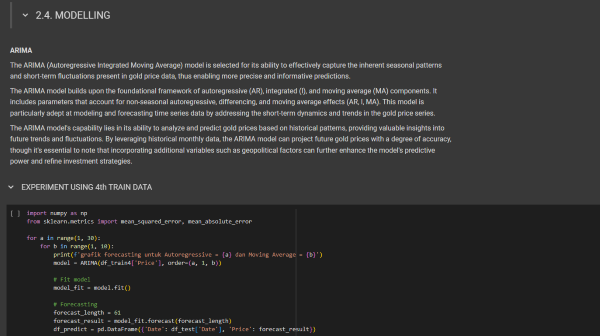 2.4. MODELLING
ARIMA
The ARIMA (Autoregressive Integrated Moving Average) model is selected for its ability to effectively capture the inherent seasonal patterns
and short-term fluctuations present in gold price data, thus enabling more precise and informative predictions.
The ARIMA model builds upon the foundational framework of autoregressive (AR), integrated (I), and moving average (MA) components. It
includes parameters that account for non-seasonal autoregressive, differencing, and moving average effects (AR, I, MA). This model is
particularly adept at modeling and forecasting time series data by addressing the short-term dynamics and trends in the gold price series.
The ARIMA model's capability lies in its ability to analyze and predict gold prices based on historical patterns, providing valuable insights into
future trends and fluctuations. By leveraging historical monthly data, the ARIMA model can project future gold prices with a degree of accuracy,
though it's essential to note that incorporating additional variables such as geopolitical factors can further enhance the model's predictive
power and refine investment strategies.
EXPERIMENT USING 4th TRAIN DATA
[ ] import numpy as np
from sklearn.metrics import mean_squared_error, mean_absolute_error
for a in range(1, 30):
for b in range(1, 10):
print(f'grafik Forecasting untuk Autoregressive = {a} dan Moving Average = {b}')
model = ARIMA(df_train4['Price'], order=(a, 1, b))
# Fit model
model_fit = model.fit()
# Forecasting
forecast_length = 61
forecast_result = model_fit.forecast(forecast_length)
df_predict = pd.DataFrame({'Date': df_test['Date'], 'Price': forecast_result})